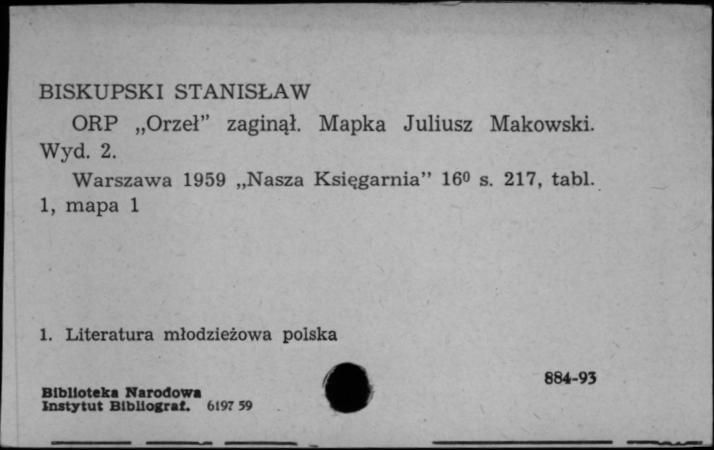 BISKUPSKI STANISŁAW
ORP „Orzeł” zaginął. Mapka Juliusz Makowski.
Wyd. 2.
Warszawa 1959 „Nasza Księgarnia” 16⁰ s. 217, tabl.
1, mapa 1
1. Literatura młodzieżowa polska
884-93
Biblioteka Narodowa
Instytut Bibliograf. 6197 59